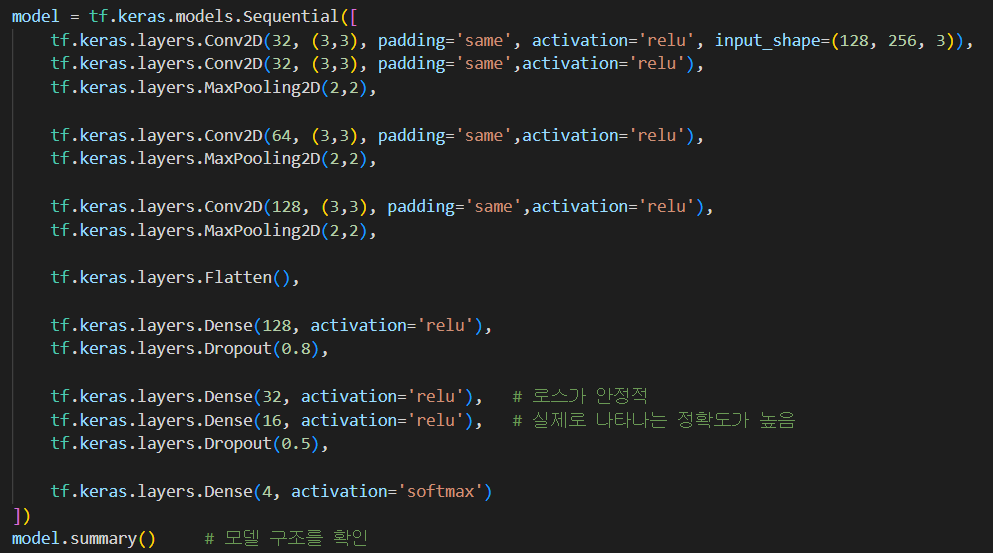 model = tf.keras.models.Sequential([
    tf.keras.layers.Conv2D(32, (3,3), padding='same', activation='relu', input_shape=(128, 256, 3)),
    tf.keras.layers.Conv2D(32, (3,3), padding='same',activation='relu'),
    tf.keras.layers.MaxPooling2D(2,2),

    tf.keras.layers.Conv2D(64, (3,3), padding='same',activation='relu'),
    tf.keras.layers.MaxPooling2D(2,2),

    tf.keras.layers.Conv2D(128, (3,3), padding='same',activation='relu'),
    tf.keras.layers.MaxPooling2D(2,2),

    tf.keras.layers.Flatten(),

    tf.keras.layers.Dense(128, activation='relu'),
    tf.keras.layers.Dropout(0.8),

    tf.keras.layers.Dense(32, activation='relu'),   # 로스가 안정적
    tf.keras.layers.Dense(16, activation='relu'),   # 실제로 나타나는 정확도가 높음
    tf.keras.layers.Dropout(0.5),

    tf.keras.layers.Dense(4, activation='softmax')
])
model.summary()     # 모델 구조를 확인